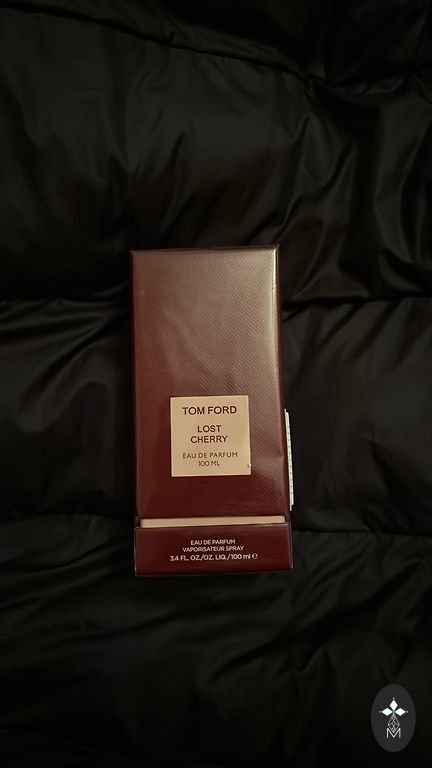 TOM FORD
LOST
CHERRY
EAU DE PARFUM
100 ML
EAU DE PARFUM
VAPORISATEUR SPRAY
3.4 FL. OZ./OZ. LIQ./100 ml ℮
M